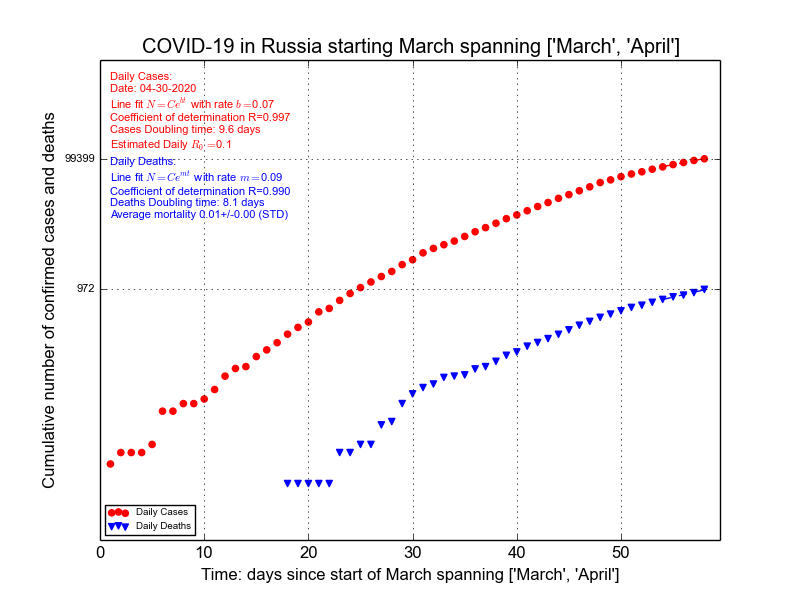 COVID-19 in Russia starting March spanning ['March', 'April']
Daily Cases:
Date: 04-30-2020
Line fit N = Ce^{bt} with rate b =0.07
Coefficient of determination R=0.997
Cases Doubling time: 9.6 days
Estimated Daily R_0 =0.1
Daily Deaths:
Line fit N = Ce^{mt} with rate m =0.09
Coefficient of determination R=0.990
Deaths Doubling time: 8.1 days
Average mortality 0.01+/-0.00 (STD)
99399
972
Cumulative number of confirmed cases and deaths
Daily Cases
Daily Deaths
0 10 20 30 40 50
Time: days since start of March spanning ['March', 'April']